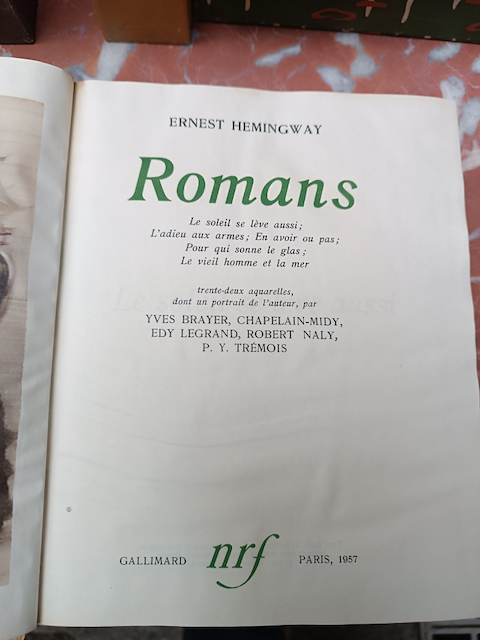 ERNEST HEMINGWAY
Romans
Le soleil se lève aussi;
L'adieu aux armes; En avoir ou pas;
Pour qui sonne le glas;
Le vieil homme et la mer
trente-deux aquarelles,
dont un portrait de l'auteur, par
YVES BRAYER, CHAPELAIN-MIDY,
EDY LEGRAND, ROBERT NALY,
P. Y. TRÉMOIS
GALLIMARD nrf PARIS, 1957